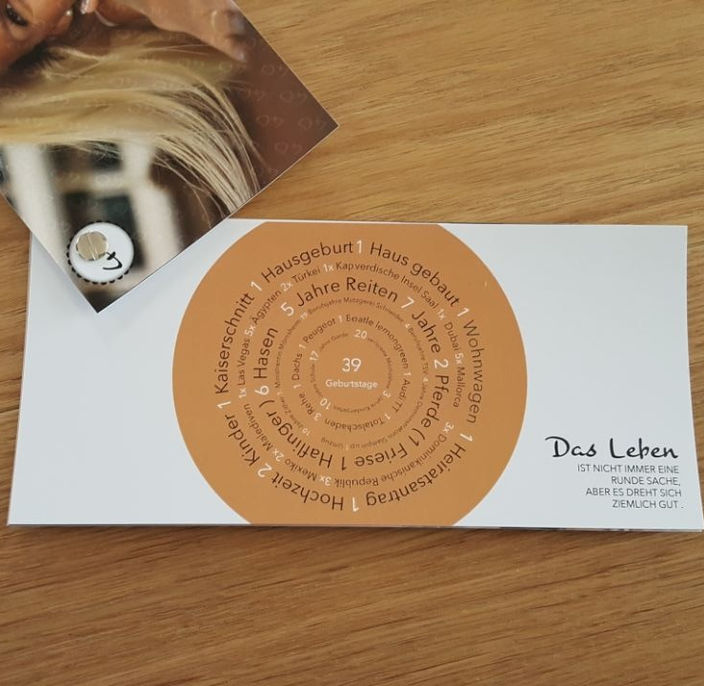 39
Geburtstage
1 Hausgeburt 1 Haus gebaut 1 Wohnwagen 1 Heiratsantrag 1 Hochzeit 2 Kinder 1 Kaiserschnitt
2x Türkei 1x Kapverdische Insel Saal 1x Dubai 5x Mallorca 3x Dominikanische Republik 3x Mexiko 2x Malediven 1x Las Vegas 5x Ägypten
5 Jahre Reiten 7 Jahre 2 Pferde ( 1 Friese 1 Haflinger ) 6 Hasen
1 Peugeot 1 Beatle lemongreen 1 Audi TT 1 Totalschaden 3 Rehe 1 Dachs
Das Leben
IST NICHT IMMER EINE
RUNDE SACHE,
ABER ES DREHT SICH
ZIEMLICH GUT .